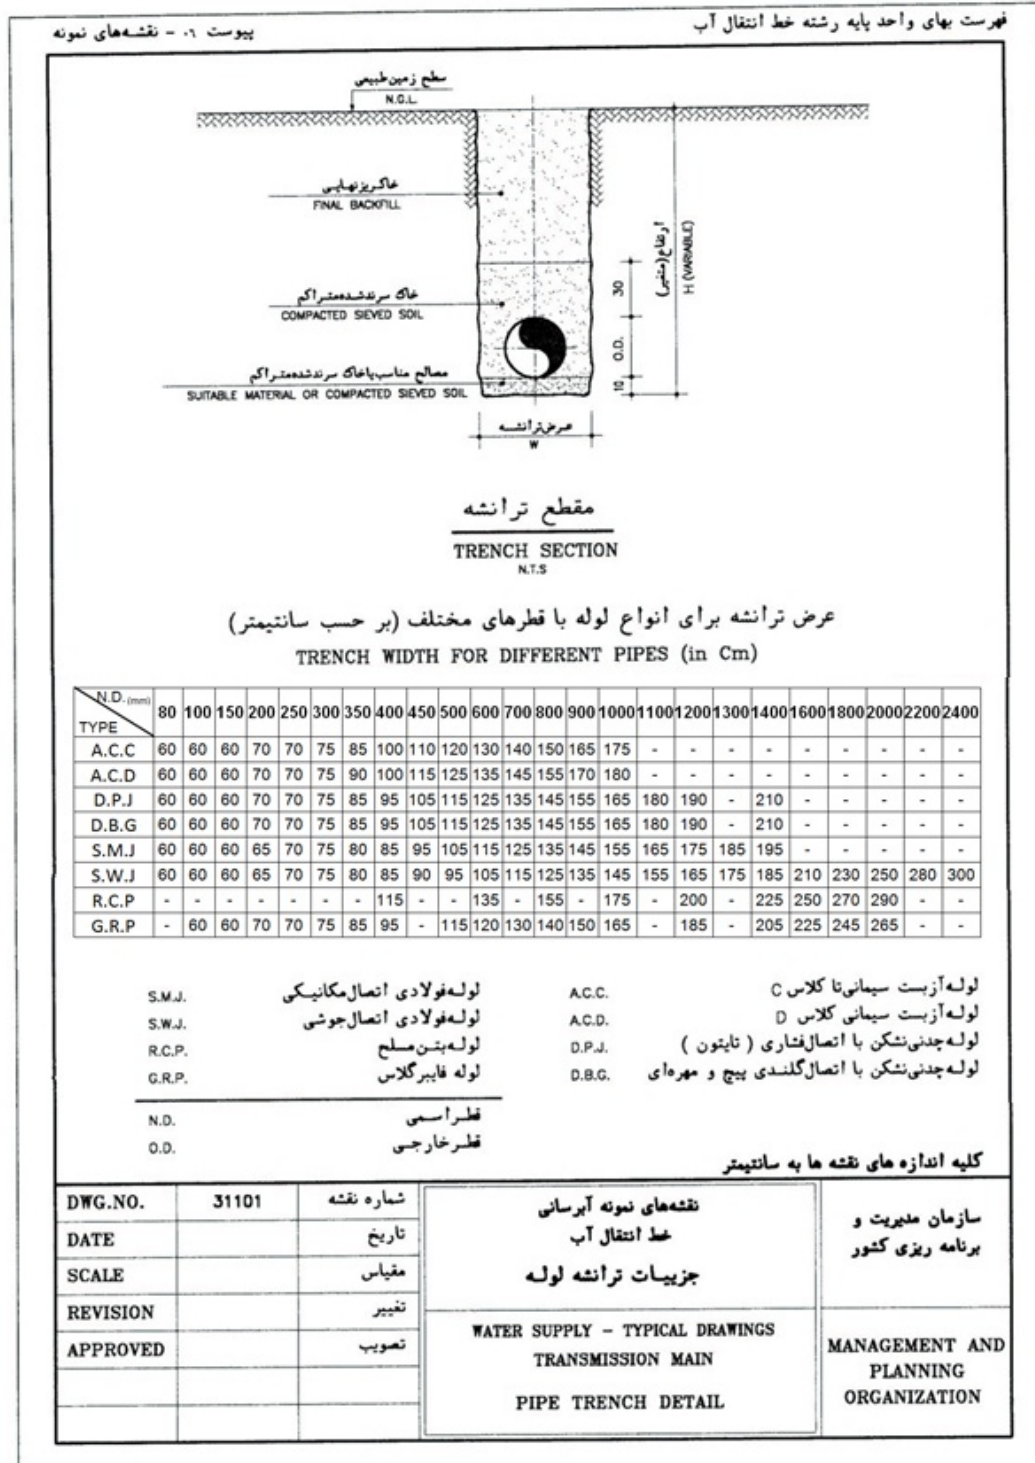 فهرست بهای واحد پایه رشته خط انتقال آب
پیوست ۰۶ - نقشه‌های نمونه
سطح زمین طبیعی
N.G.L.
خاکریز نهایی
FINAL BACKFILL
خاک سرند شده متراکم
COMPACTED SIEVED SOIL
مصالح مناسب یا خاک سرند شده متراکم
SUITABLE MATERIAL OR COMPACTED SIEVED SOIL
30
O.D.
10
ارتفاع (متغیر)
H (VARIABLE)
عرض ترانشه
W
مقطع ترانشه
TRENCH SECTION
N.T.S
عرض ترانشه برای انواع لوله با قطرهای مختلف (بر حسب سانتیمتر)
TRENCH WIDTH FOR DIFFERENT PIPES (in Cm)
N.D. (mm) 80 100 150 200 250 300 350 400 450 500 600 700 800 900 1000 1100 1200 1300 1400 1600 1800 2000 2200 2400
TYPE
A.C.C 60 60 60 70 70 75 85 100 110 120 130 140 150 165 175 - - - - - - - - -
A.C.D 60 60 60 70 70 75 90 100 115 125 135 145 155 170 180 - - - - - - - - -
D.P.J 60 60 60 70 70 75 85 95 105 115 125 135 145 155 165 180 190 - 210 - - - - -
D.B.G 60 60 60 70 70 75 85 95 105 115 125 135 145 155 165 180 190 - 210 - - - - -
S.M.J 60 60 60 65 70 75 80 85 95 105 115 125 135 145 155 165 175 185 195 - - - - -
S.W.J 60 60 60 65 70 75 80 85 90 95 105 115 125 135 145 155 165 175 185 210 230 250 280 300
R.C.P - - - - - - - 115 - - 135 - 155 - 175 - 200 - 225 250 270 290 - -
G.R.P - 60 60 70 70 75 85 95 - 115 120 130 140 150 165 - 185 - 205 225 245 265 - -
لوله آزبست سیمانی تا کلاس C A.C.C.
لوله آزبست سیمانی کلاس D A.C.D.
لوله چدنی نشکن با اتصال فشاری ( تایتون ) D.P.J.
لوله چدنی نشکن با اتصال گلندی پیچ و مهره‌ای D.B.G.
لوله فولادی اتصال مکانیکی S.M.J.
لوله فولادی اتصال جوشی S.W.J.
لوله بتن مسلح R.C.P.
لوله فایبرگلاس G.R.P.
قطر اسمی N.D.
قطر خارجی O.D.
کلیه اندازه های نقشه ها به سانتیمتر
سازمان مدیریت و
برنامه ریزی کشور
MANAGEMENT AND
PLANNING
ORGANIZATION
نقشه‌های نمونه آبرسانی
خط انتقال آب
جزییات ترانشه لوله
WATER SUPPLY - TYPICAL DRAWINGS
TRANSMISSION MAIN
PIPE TRENCH DETAIL
DWG.NO. 31101 شماره نقشه
DATE تاریخ
SCALE مقیاس
REVISION تغییر
APPROVED تصویب